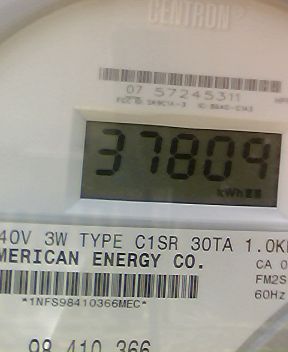 CENTRON®
07 57245311
37809
kWh
40V 3W TYPE C1SR 30TA 1.0K
MERICAN ENERGY CO.
CA 0
FM2S
60Hz
*1NFS98410366MEC*
98 410 366